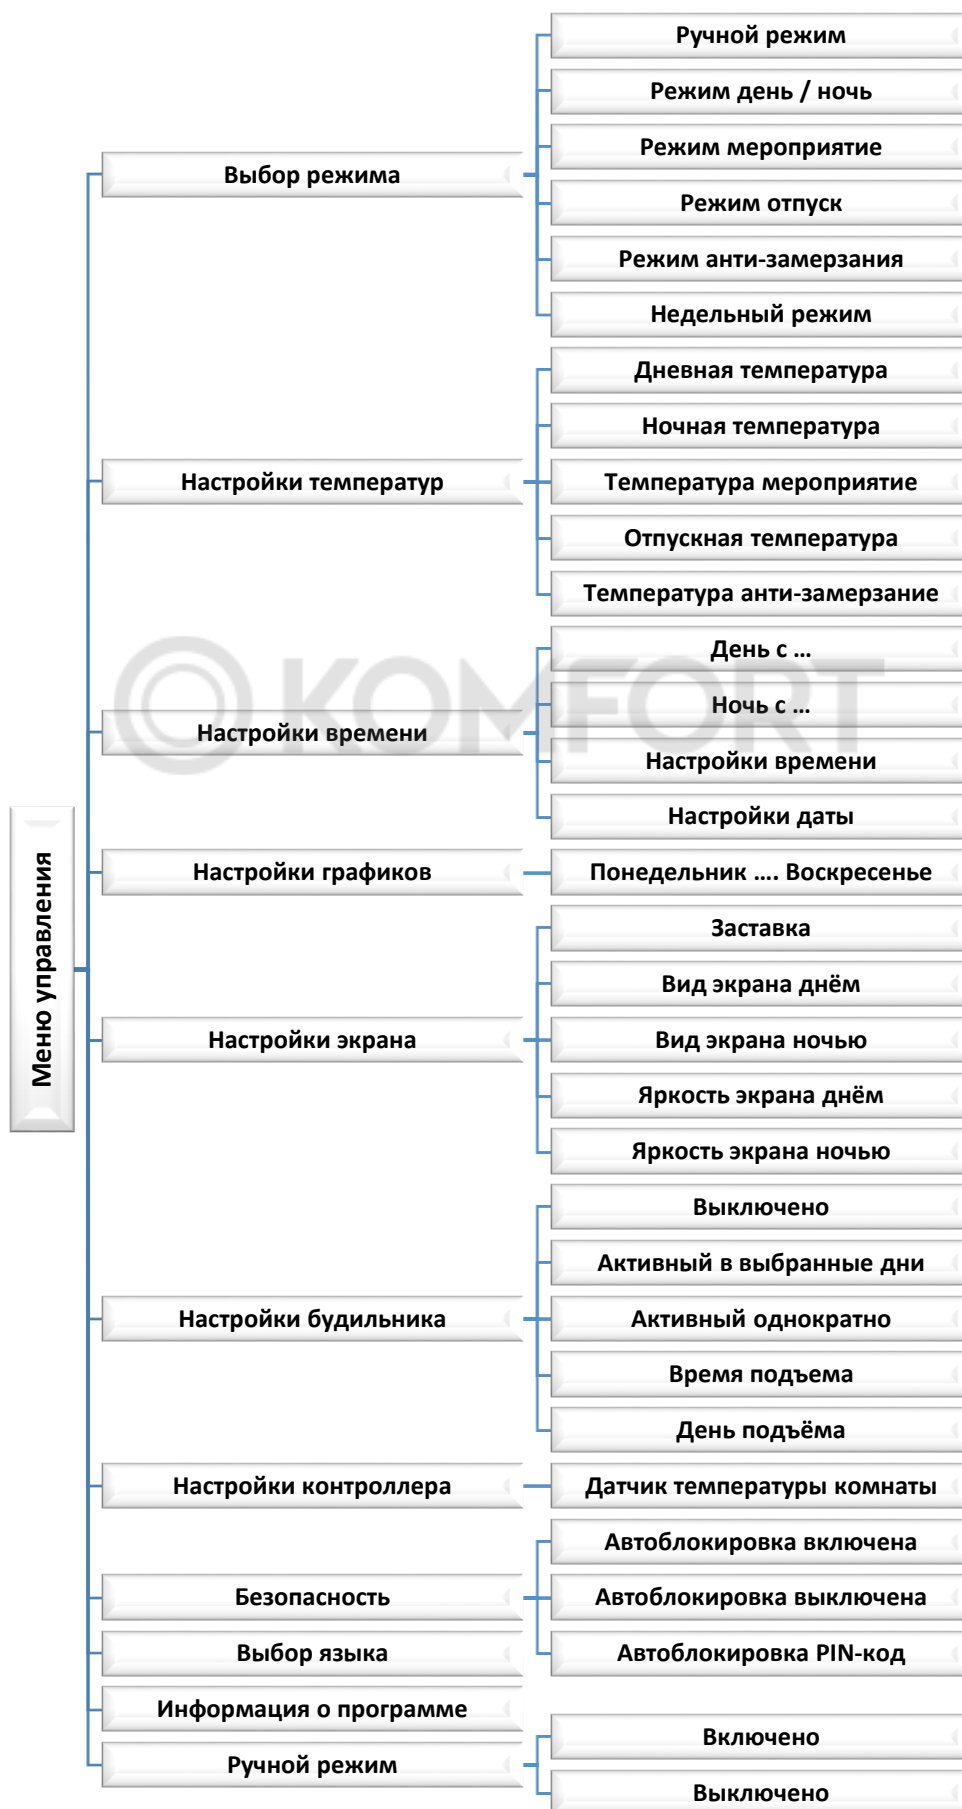 Меню управления
Выбор режима
Ручной режим
Режим день / ночь
Режим мероприятие
Режим отпуск
Режим анти-замерзания
Недельный режим
Настройки температур
Дневная температура
Ночная температура
Температура мероприятие
Отпускная температура
Температура анти-замерзание
KOMFORT
Настройки времени
День с ...
Ночь с ...
Настройки времени
Настройки даты
Настройки графиков
Понедельник .... Воскресенье
Настройки экрана
Заставка
Вид экрана днём
Вид экрана ночью
Яркость экрана днём
Яркость экрана ночью
Настройки будильника
Выключено
Активный в выбранные дни
Активный однократно
Время подъема
День подъёма
Настройки контроллера
Датчик температуры комнаты
Безопасность
Автоблокировка включена
Автоблокировка выключена
Автоблокировка PIN-код
Выбор языка
Информация о программе
Ручной режим
Включено
Выключено